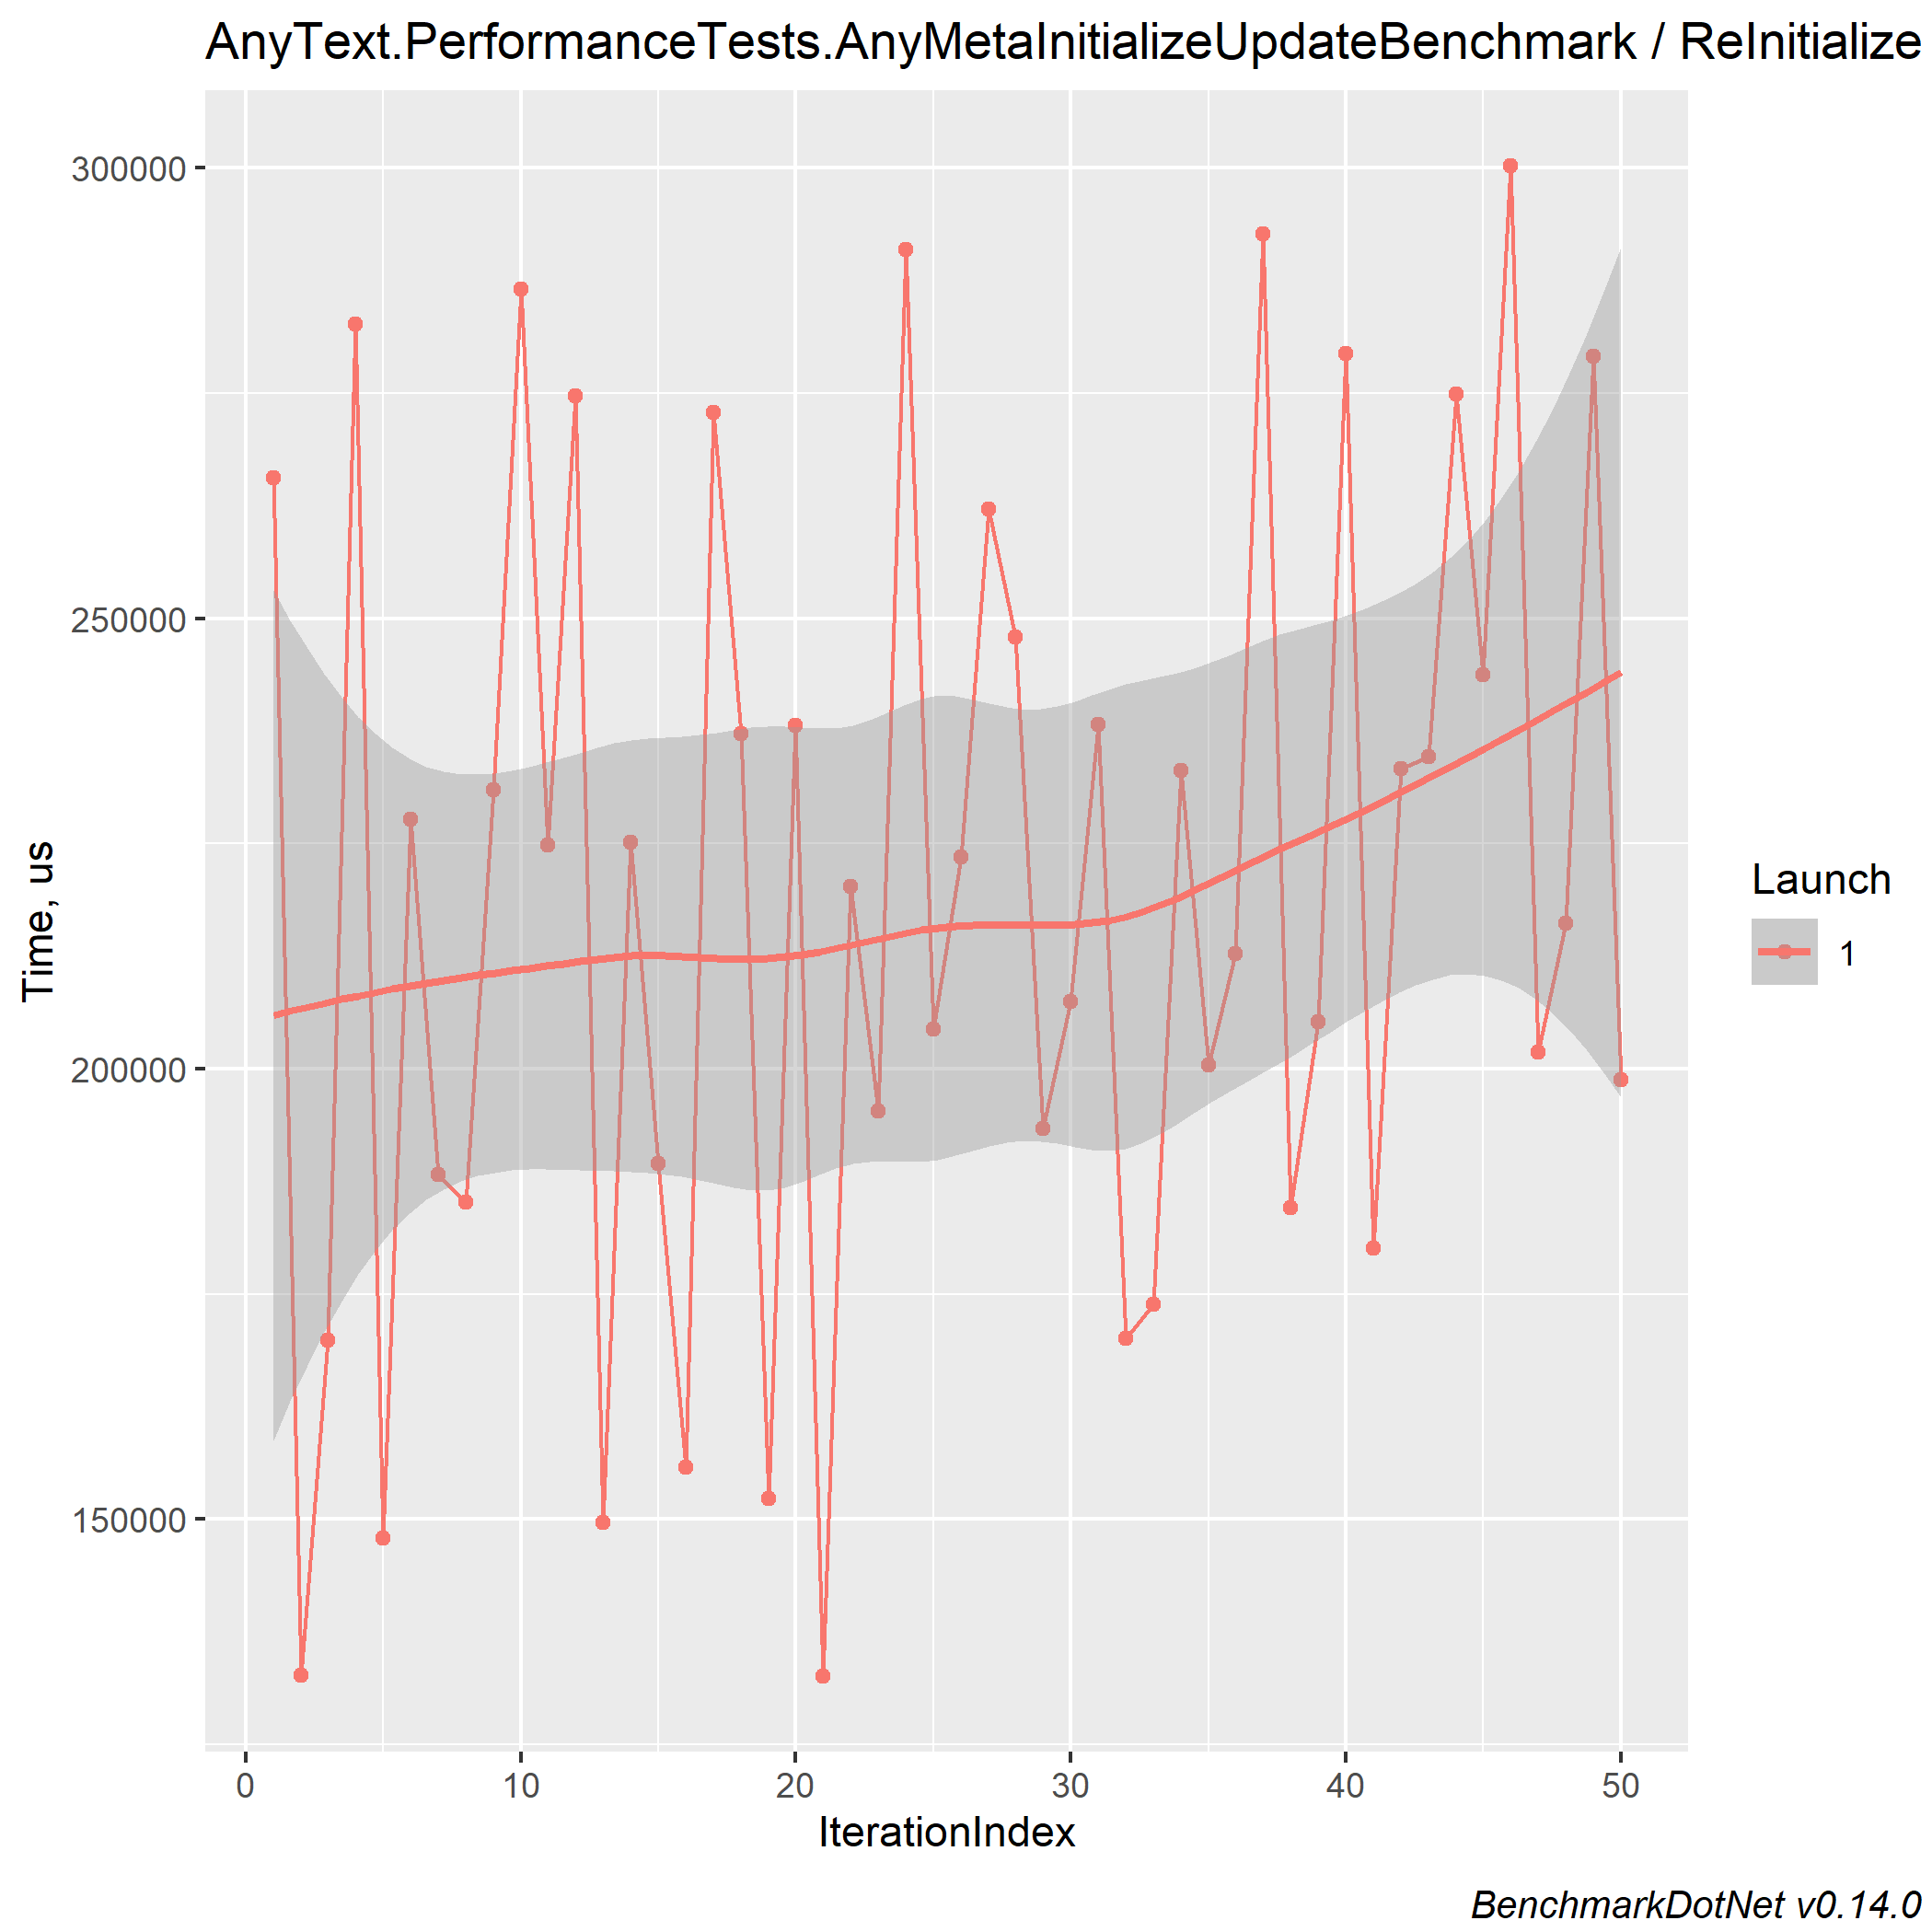 AnyText.PerformanceTests.AnyMetaInitializeUpdateBenchmark / ReInitialize
300000
250000
200000
150000
Time, us
0 10 20 30 40 50
IterationIndex
Launch
1
BenchmarkDotNet v0.14.0